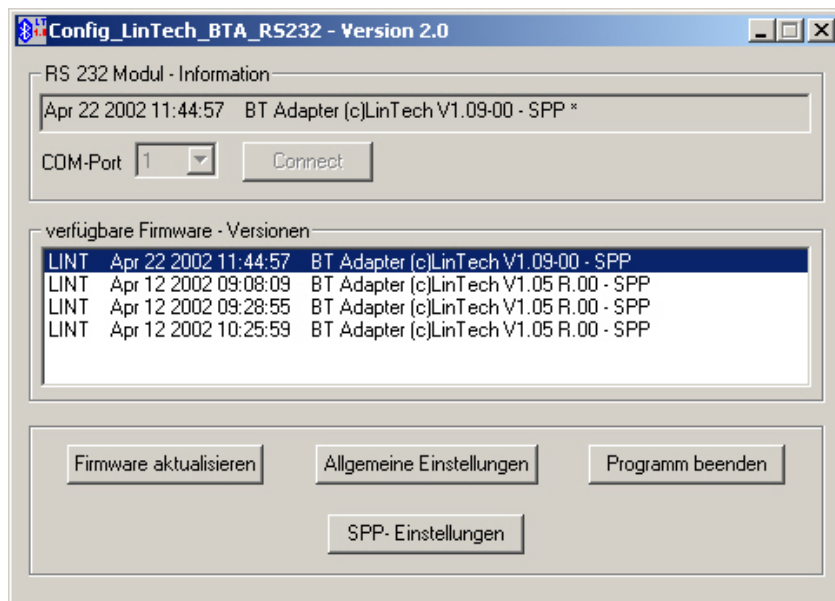 Config_LinTech_BTA_RS232 - Version 2.0
RS 232 Modul - Information
Apr 22 2002 11:44:57 BT Adapter (c)LinTech V1.09-00 - SPP *
COM-Port 1 Connect
verfügbare Firmware - Versionen
LINT Apr 22 2002 11:44:57 BT Adapter (c)LinTech V1.09-00 - SPP
LINT Apr 12 2002 09:08:09 BT Adapter (c)LinTech V1.05 R.00 - SPP
LINT Apr 12 2002 09:28:55 BT Adapter (c)LinTech V1.05 R.00 - SPP
LINT Apr 12 2002 10:25:59 BT Adapter (c)LinTech V1.05 R.00 - SPP
Firmware aktualisieren Allgemeine Einstellungen Programm beenden
SPP- Einstellungen